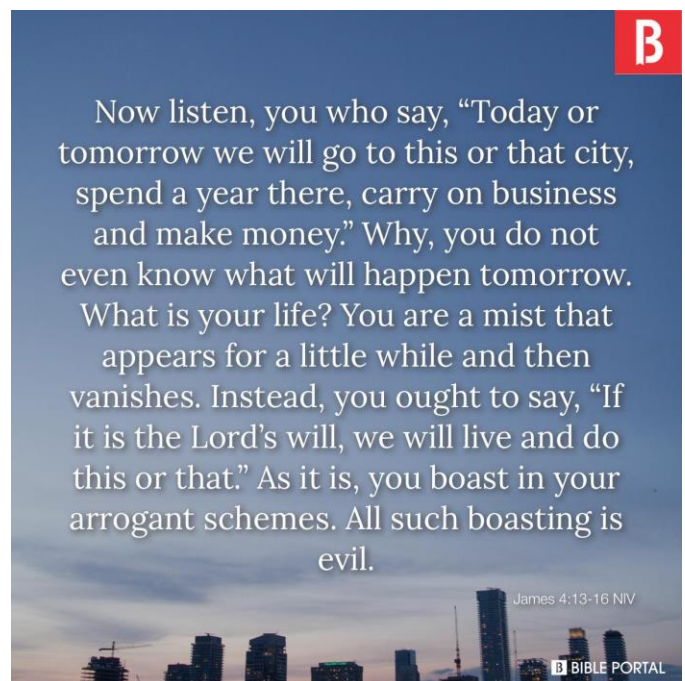 B
Now listen, you who say, “Today or
tomorrow we will go to this or that city,
spend a year there, carry on business
and make money.” Why, you do not
even know what will happen tomorrow.
What is your life? You are a mist that
appears for a little while and then
vanishes. Instead, you ought to say, “If
it is the Lord’s will, we will live and do
this or that.” As it is, you boast in your
arrogant schemes. All such boasting is
evil.
James 4:13-16 NIV
B BIBLE PORTAL